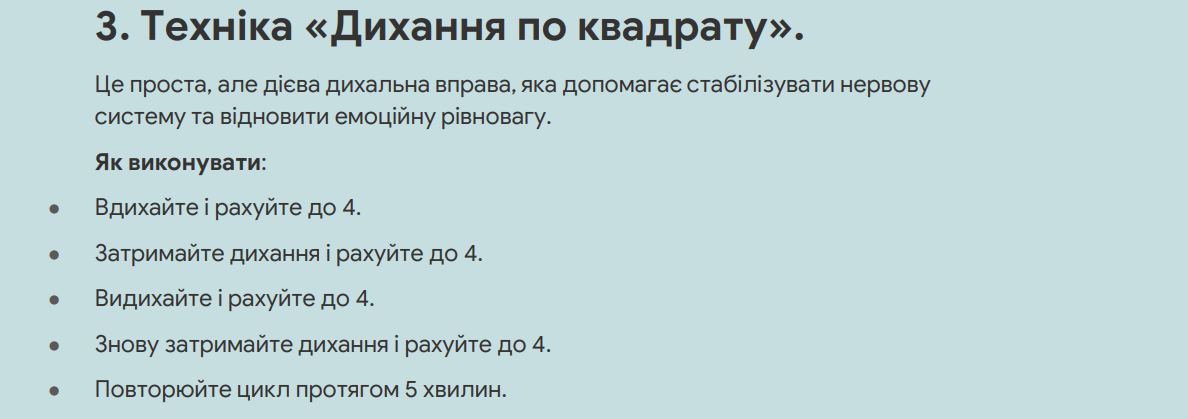 3. Техніка «Дихання по квадрату».
Це проста, але дієва дихальна вправа, яка допомагає стабілізувати нервову
систему та відновити емоційну рівновагу.
Як виконувати:
● Вдихайте і рахуйте до 4.
● Затримайте дихання і рахуйте до 4.
● Видихайте і рахуйте до 4.
● Знову затримайте дихання і рахуйте до 4.
● Повторюйте цикл протягом 5 хвилин.